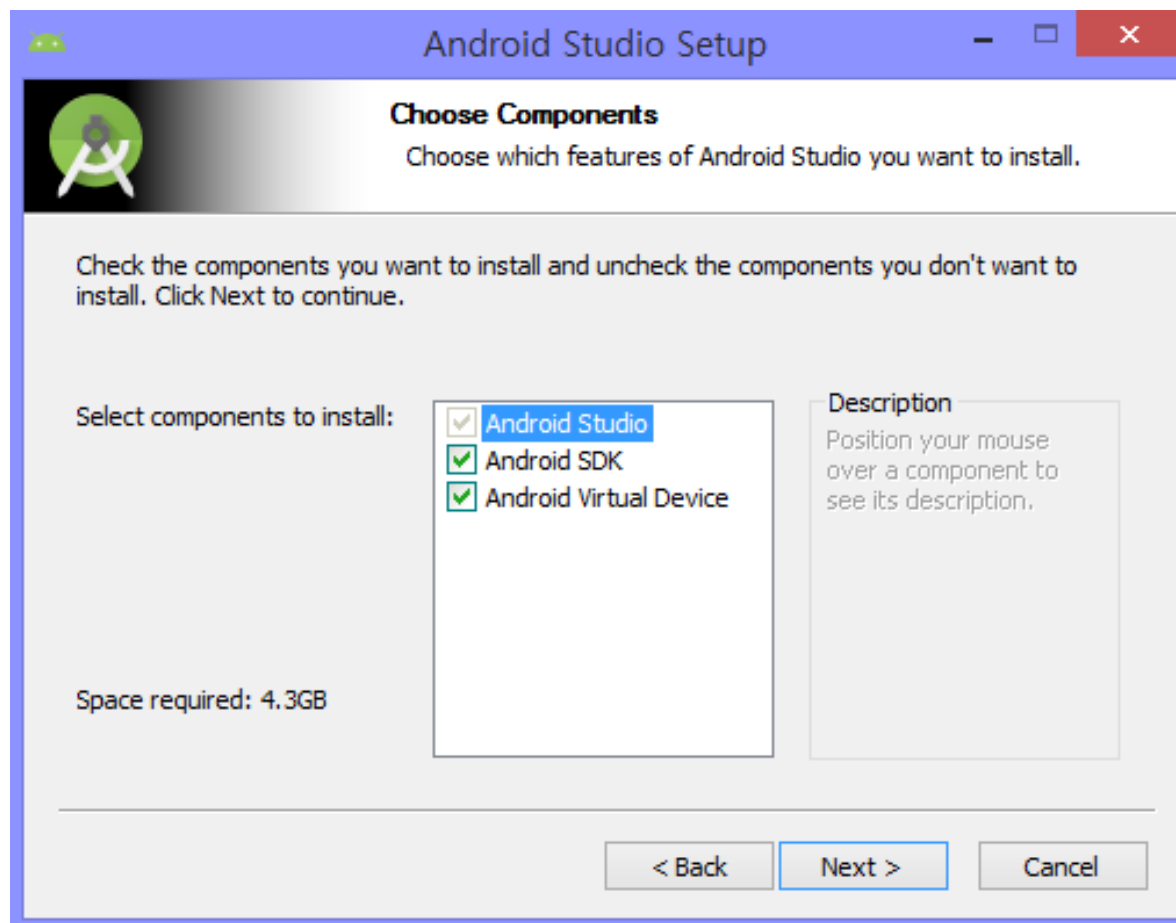 Android Studio Setup
Choose Components
Choose which features of Android Studio you want to install.
Check the components you want to install and uncheck the components you don't want to
install. Click Next to continue.
Select components to install:
Android Studio
Android SDK
Android Virtual Device
Description
Position your mouse
over a component to
see its description.
Space required: 4.3GB
< Back
Next >
Cancel